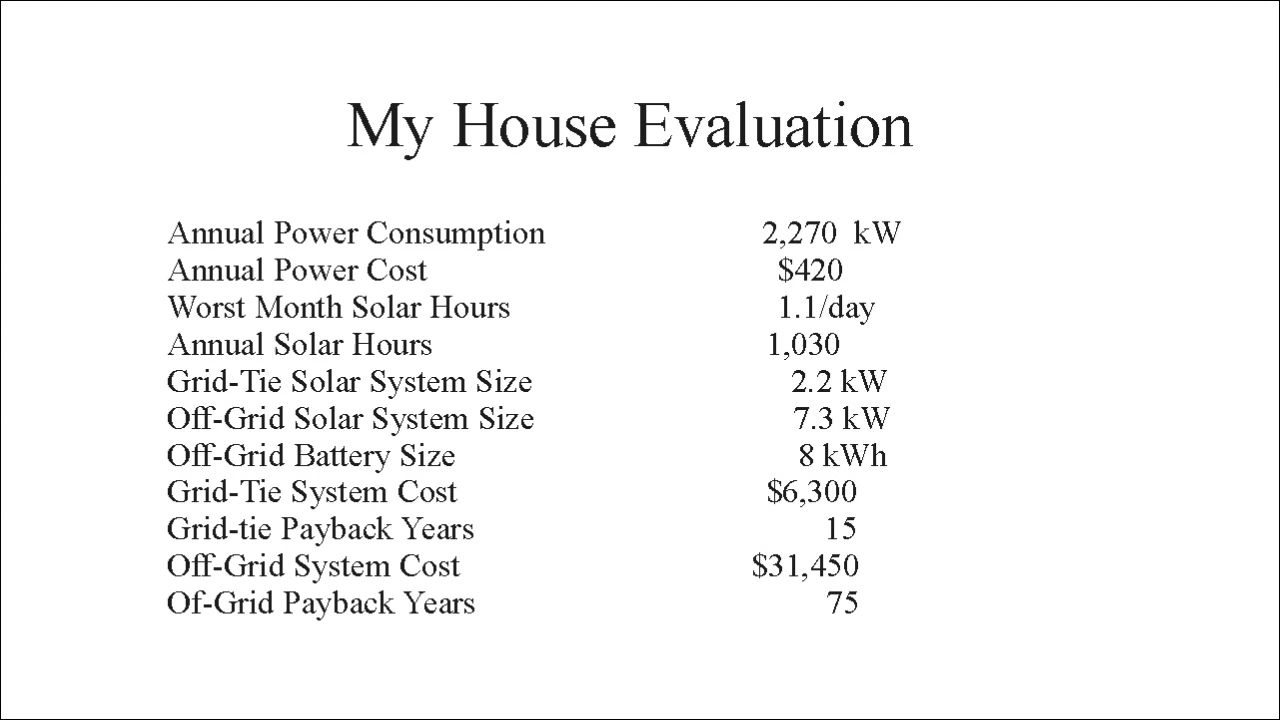 My House Evaluation
Annual Power Consumption 2,270 kW
Annual Power Cost $420
Worst Month Solar Hours 1.1/day
Annual Solar Hours 1,030
Grid-Tie Solar System Size 2.2 kW
Off-Grid Solar System Size 7.3 kW
Off-Grid Battery Size 8 kWh
Grid-Tie System Cost $6,300
Grid-tie Payback Years 15
Off-Grid System Cost $31,450
Of-Grid Payback Years 75